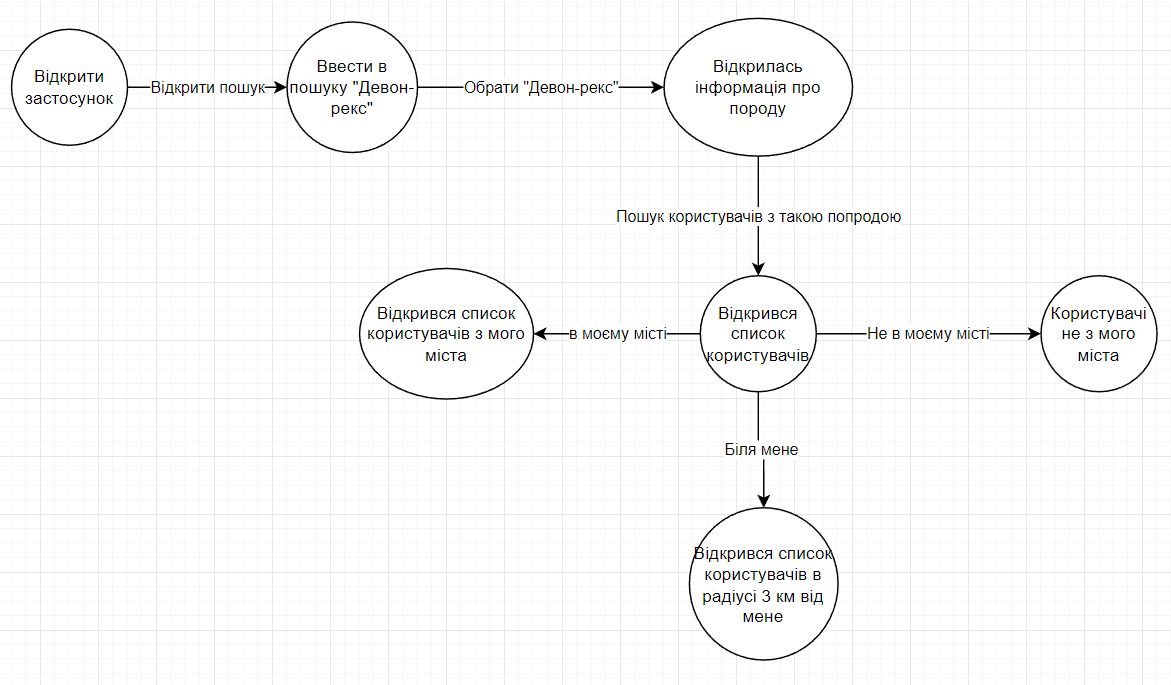 Відкрити
застосунок
Відкрити пошук
Ввести в
пошуку "Девон-
рекс"
Обрати "Девон-рекс"
Відкрилась
інформація про
породу
Пошук користувачів з такою попродою
Відкрився список
користувачів з мого
міста
в моєму місті
Відкрився
список
користувачів
Не в моєму місті
Користувачі
не з мого
міста
Біля мене
Відкрився список
користувачів в
радіусі 3 км від
мене